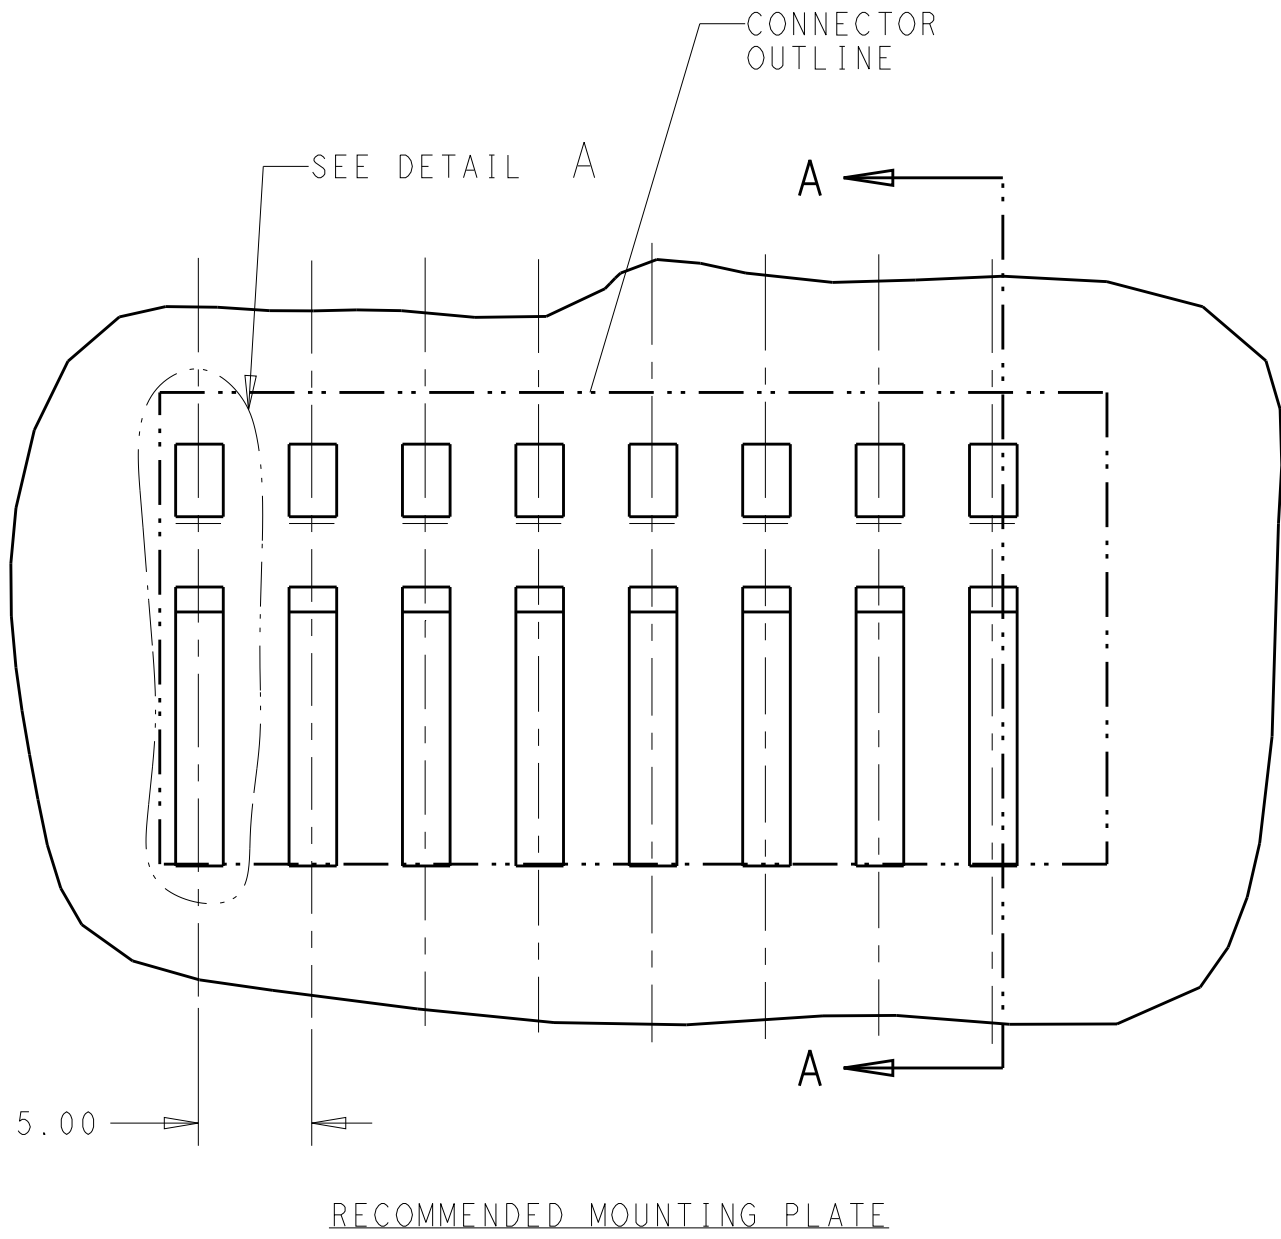 CONNECTOR
OUTLINE
SEE DETAIL A
A
A
5.00
RECOMMENDED MOUNTING PLATE